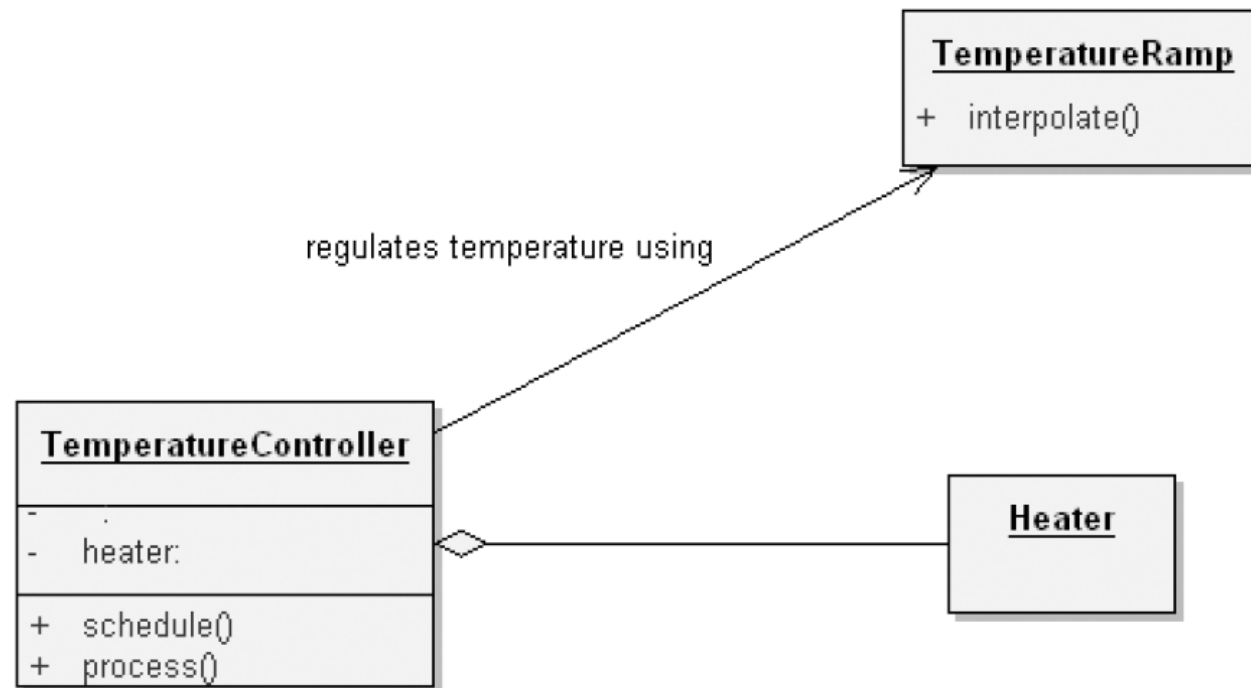 TemperatureRamp
+ interpolate()
regulates temperature using
TemperatureController
-
- heater:
Heater
+ schedule()
+ process()